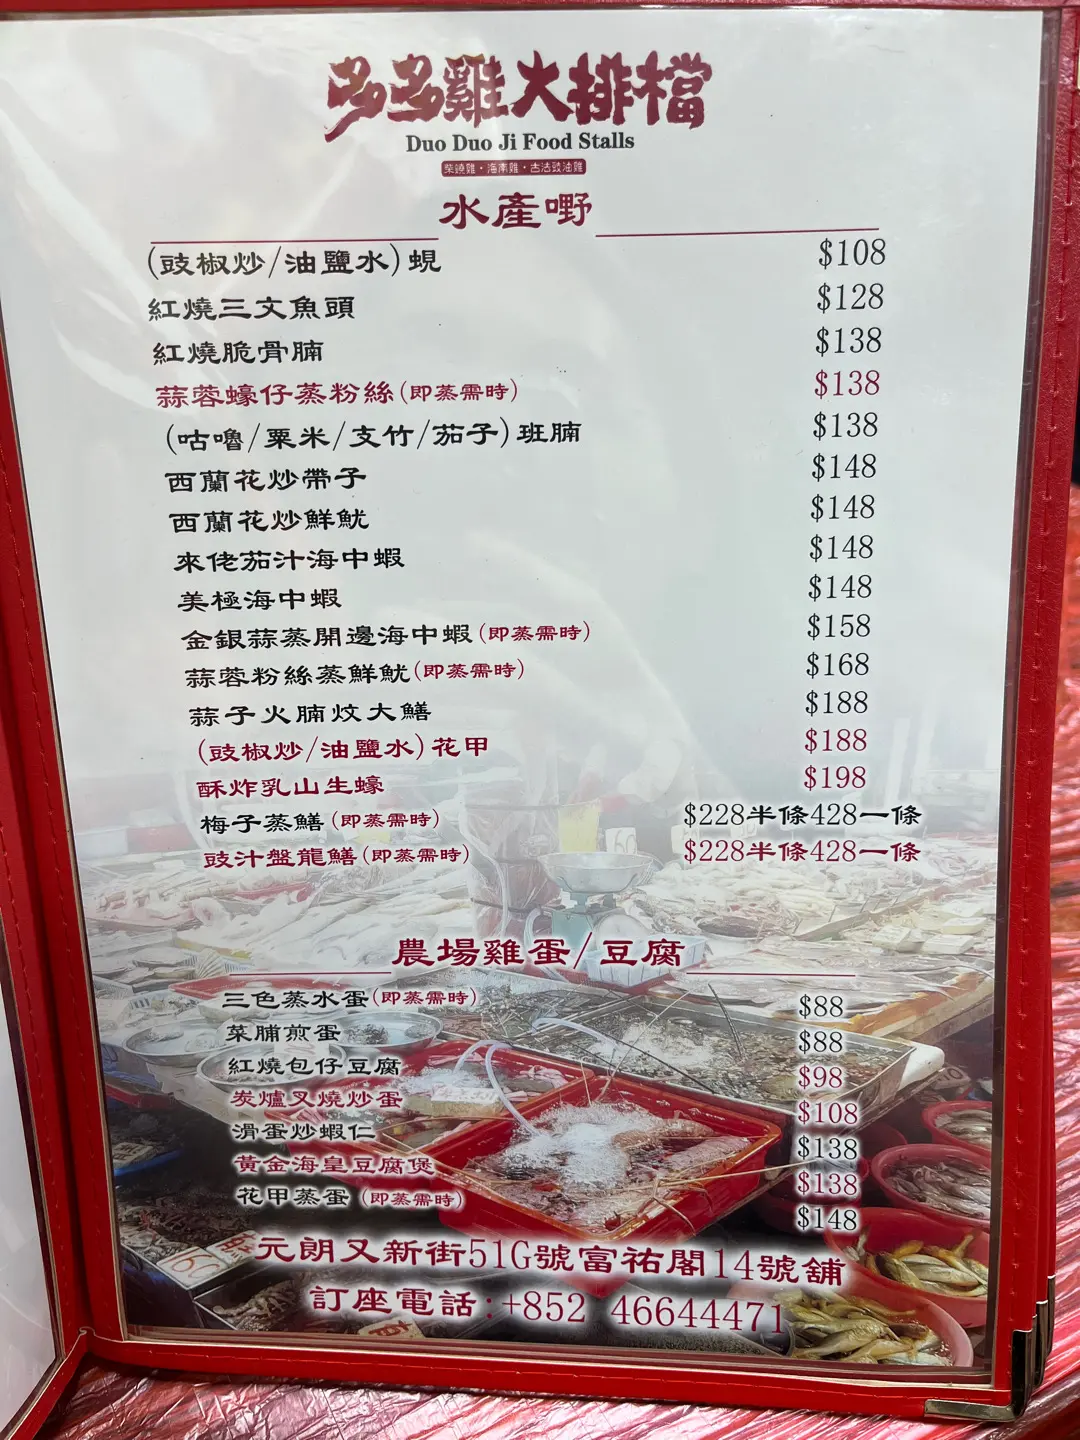 多多雞大排檔
Duo Duo Ji Food Stalls
柴燒雞・海南雞・古法豉油雞
水產嘢
(豉椒炒/油鹽水)蜆 $108
紅燒三文魚頭 $128
紅燒脆骨腩 $138
蒜蓉蠔仔蒸粉絲(即蒸需時) $138
(咕嚕/粟米/支竹/茄子)班腩 $138
西蘭花炒帶子 $148
西蘭花炒鮮魷 $148
來佬茄汁海中蝦 $148
美極海中蝦 $148
金銀蒜蒸開邊海中蝦(即蒸需時) $158
蒜蓉粉絲蒸鮮魷(即蒸需時) $168
蒜子火腩炆大鱔 $188
(豉椒炒/油鹽水)花甲 $188
酥炸乳山生蠔 $198
梅子蒸鱔(即蒸需時) $228半條428一條
豉汁盤龍鱔(即蒸需時) $228半條428一條
農場雞蛋/豆腐
三色蒸水蛋(即蒸需時) $88
菜脯煎蛋 $88
紅燒包仔豆腐 $98
炭爐叉燒炒蛋 $108
滑蛋炒蝦仁 $138
黃金海皇豆腐煲 $138
花甲蒸蛋(即蒸需時) $148
元朗又新街51G號富祐閣14號舖
訂座電話:+852 46644471